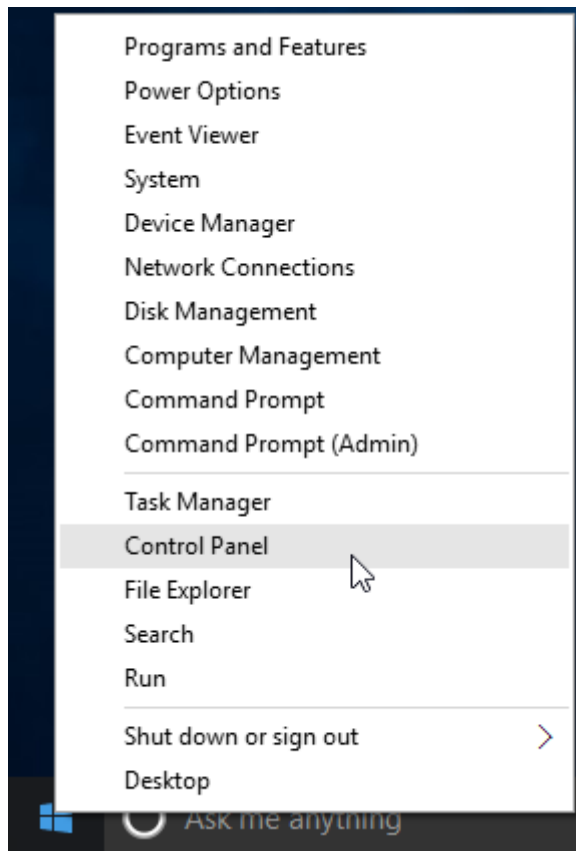 Programs and Features
Power Options
Event Viewer
System
Device Manager
Network Connections
Disk Management
Computer Management
Command Prompt
Command Prompt (Admin)
Task Manager
Control Panel
File Explorer
Search
Run
Shut down or sign out
Desktop
Ask me anything